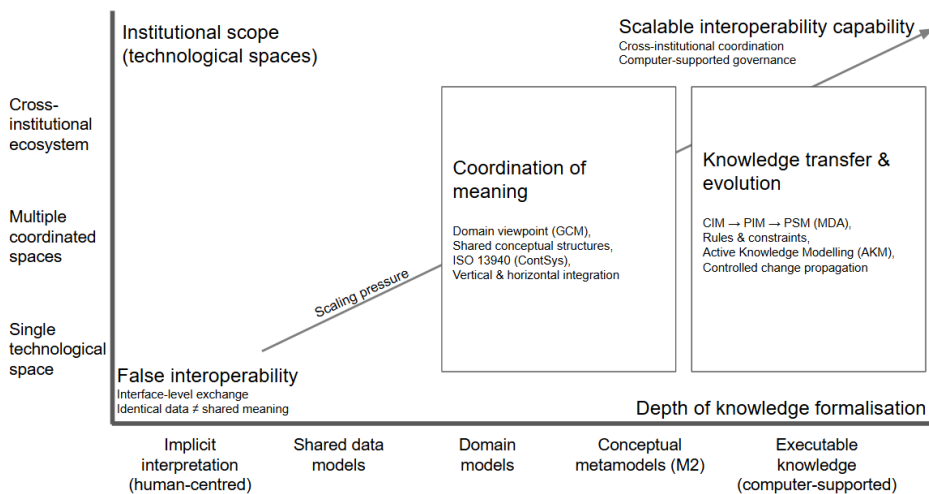 Institutional scope
(technological spaces)
Scalable interoperability capability
Cross-institutional coordination
Computer-supported governance
Cross-
institutional
ecosystem
Multiple
coordinated
spaces
Single
technological
space
Coordination of
meaning
Domain viewpoint (GCM),
Shared conceptual structures,
ISO 13940 (ContSys),
Vertical & horizontal integration
Knowledge transfer &
evolution
CIM → PIM → PSM (MDA),
Rules & constraints,
Active Knowledge Modelling (AKM),
Controlled change propagation
Scaling pressure
False interoperability
Interface-level exchange
Identical data ≠ shared meaning
Depth of knowledge formalisation
Implicit
interpretation
(human-centred)
Shared data
models
Domain
models
Conceptual
metamodels (M2)
Executable
knowledge
(computer-supported)